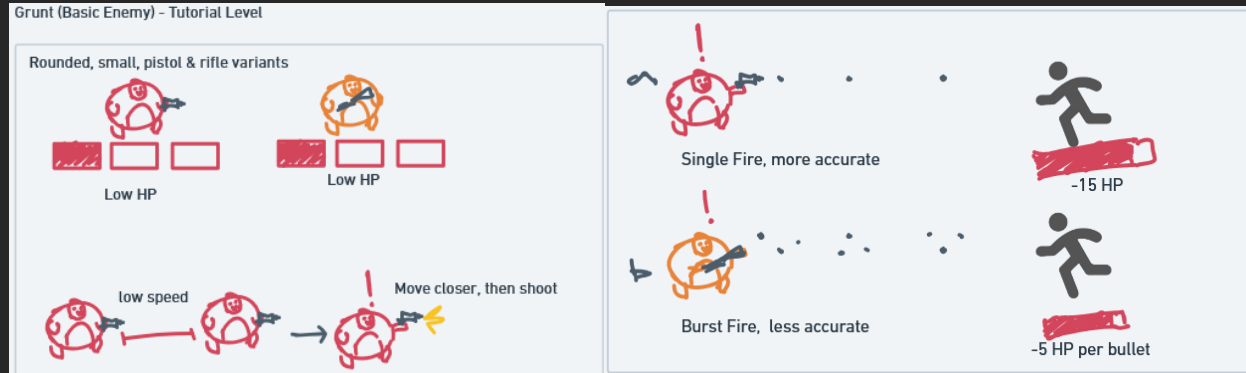 Grunt (Basic Enemy) - Tutorial Level
Rounded, small, pistol & rifle variants
Low HP
Low HP
low speed
Move closer, then shoot
a
Single Fire, more accurate
-15 HP
b
Burst Fire, less accurate
-5 HP per bullet